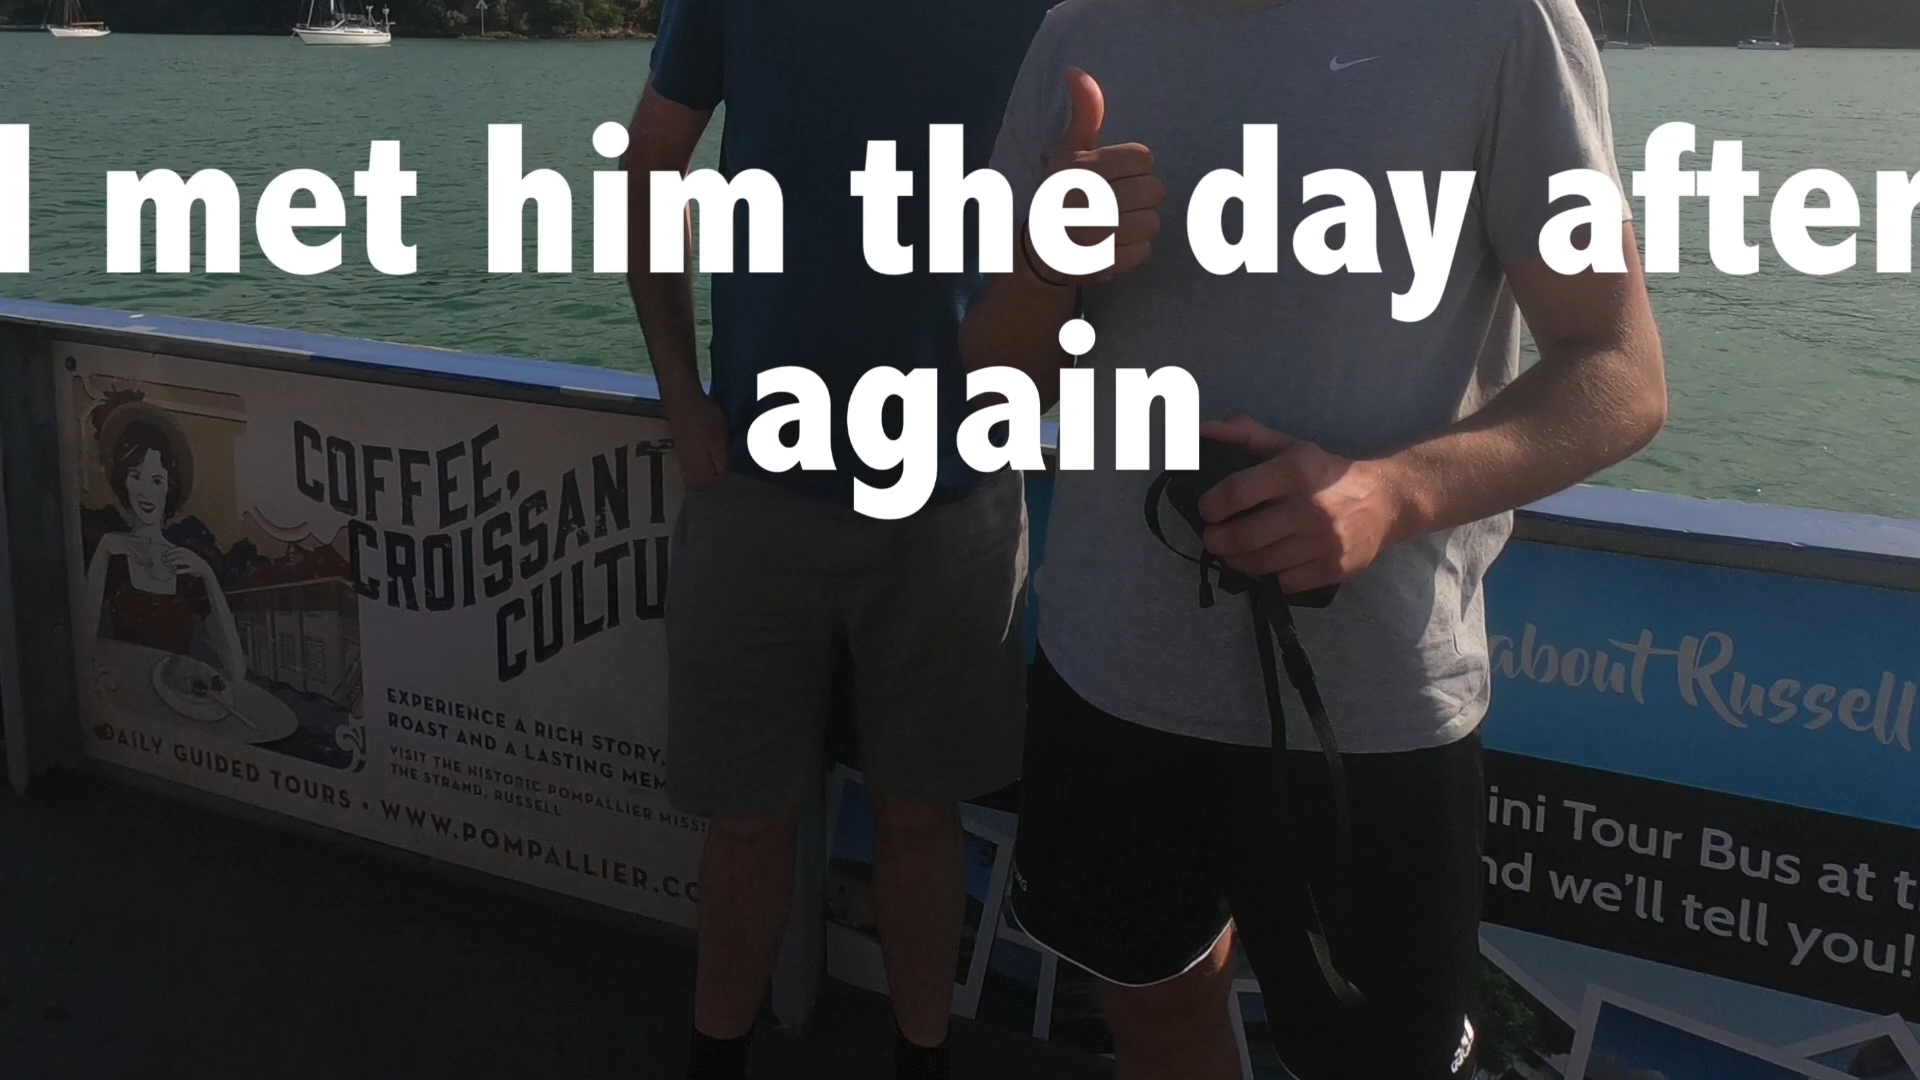 I met him the day after
again
COFFEE,
CROISSANT
CULTU
EXPERIENCE A RICH STORY,
ROAST AND A LASTING MEM
VISIT THE HISTORIC POMPALLIER MISSI
THE STRAND, RUSSELL
DAILY GUIDED TOURS • WWW.POMPALLIER.CO
about Russell
ini Tour Bus at t
nd we'll tell you!